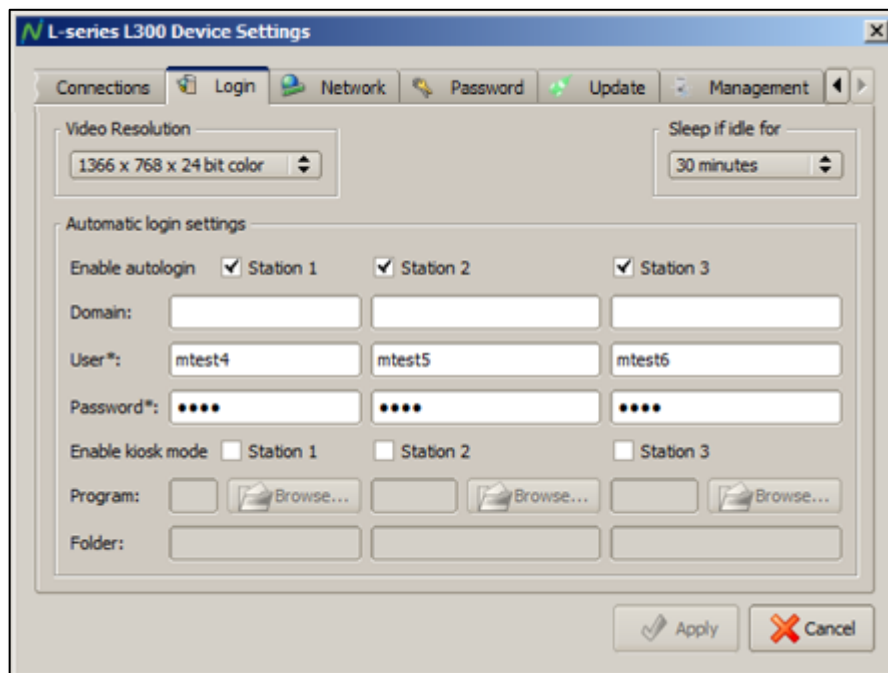 L-series L300 Device Settings
Connections Login Network Password Update Management
Video Resolution Sleep if idle for
1366 x 768 x 24 bit color 30 minutes
Automatic login settings
Enable autologin Station 1 Station 2 Station 3
Domain:
User*: mtest4 mtest5 mtest6
Password*: •••• •••• ••••
Enable kiosk mode Station 1 Station 2 Station 3
Program: Browse... Browse... Browse...
Folder:
Apply Cancel